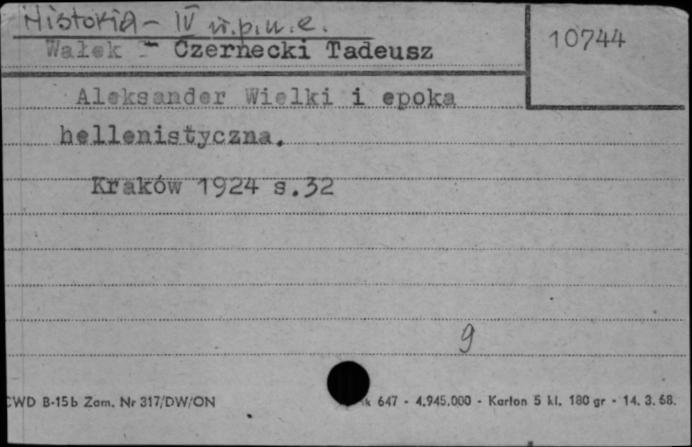 Historia - IV w.p.n.e.
10744
Wałek - Czernecki Tadeusz
Aleksander Wielki i epoka
hellenistyczna.
Kraków 1924 s.32
9
CWD B-15b Zam. Nr 317/DW/ON
k 647 - 4.945.000 - Karton 5 kl. 180 gr - 14. 3. 68.